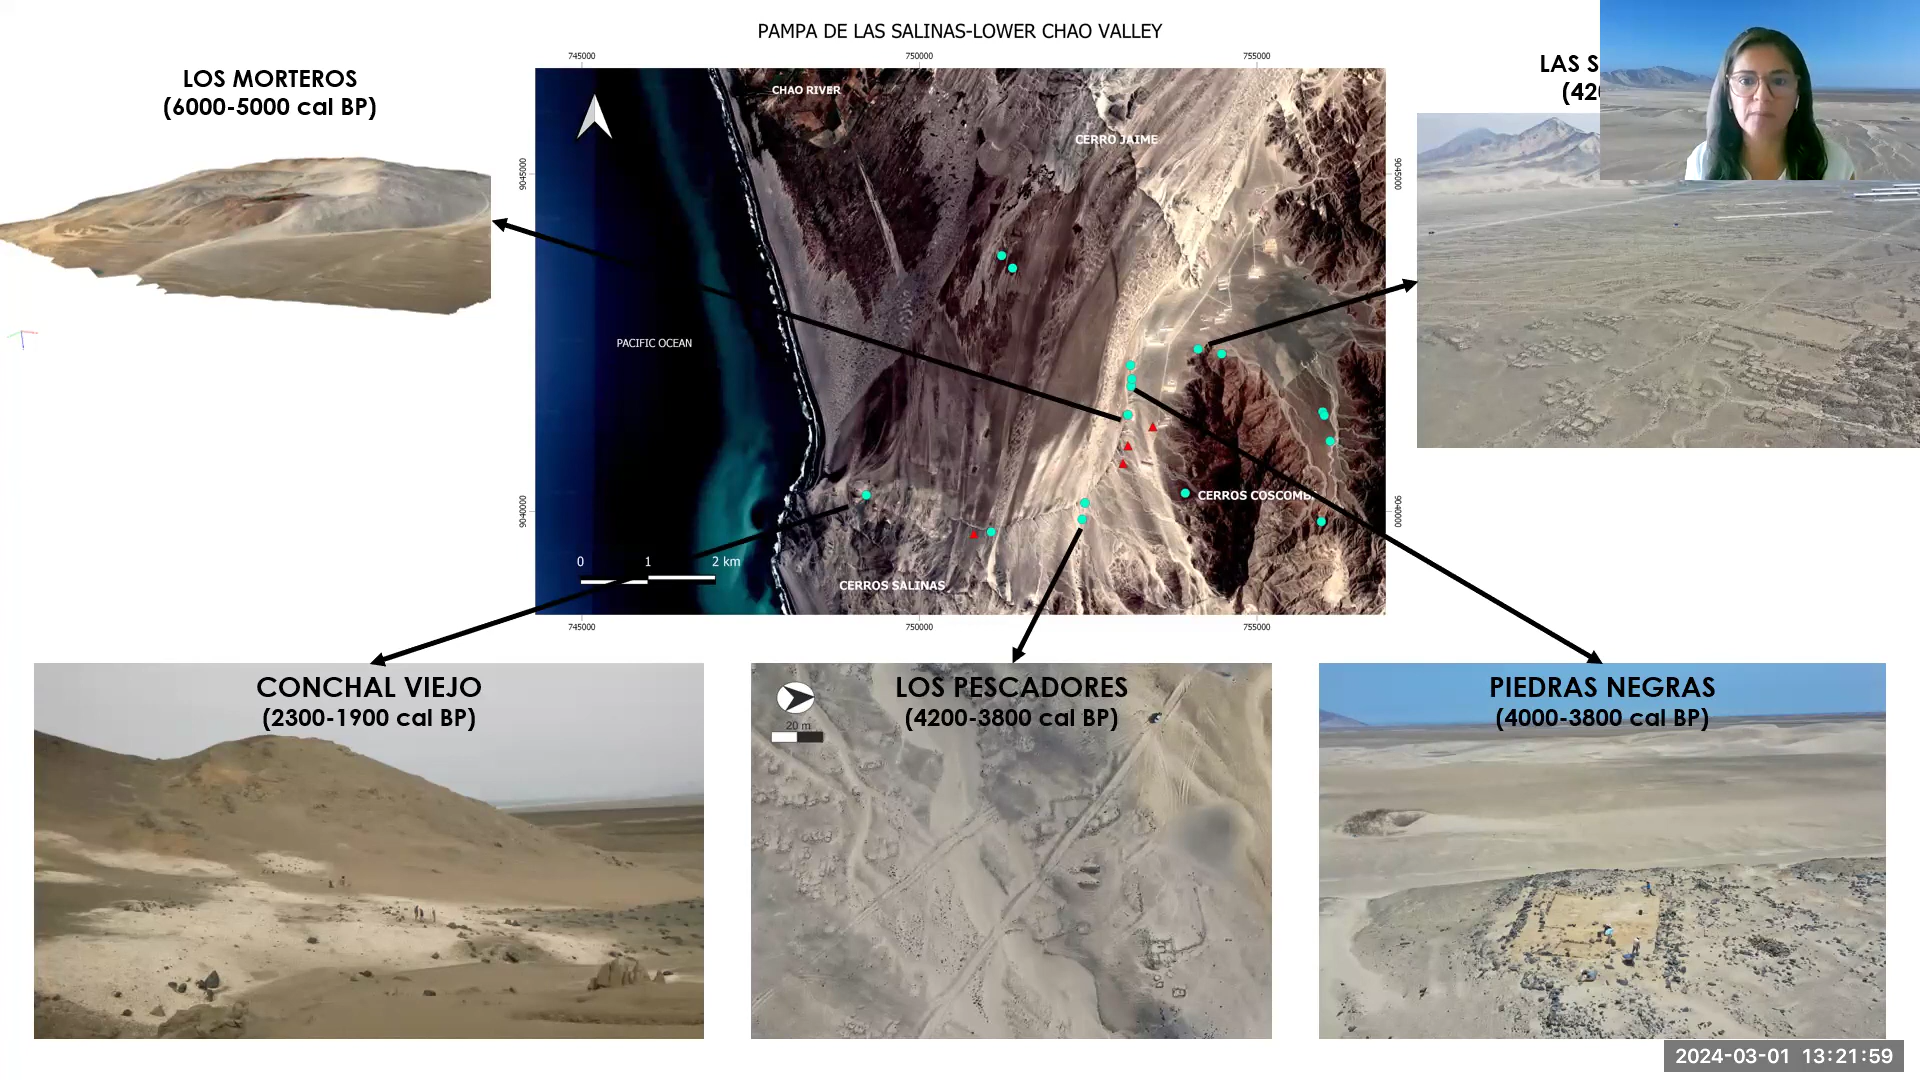 PAMPA DE LAS SALINAS-LOWER CHAO VALLEY
LOS MORTEROS
(6000-5000 cal BP)
LAS S
(420
745000
750000
755000
9045000
9045000
CHAO RIVER
CERRO JAIME
PACIFIC OCEAN
9040000
9040000
CERROS COSCOMB
0 1 2 km
CERROS SALINAS
745000
750000
755000
CONCHAL VIEJO
(2300-1900 cal BP)
LOS PESCADORES
(4200-3800 cal BP)
20 m
PIEDRAS NEGRAS
(4000-3800 cal BP)
2024-03-01 13:21:59